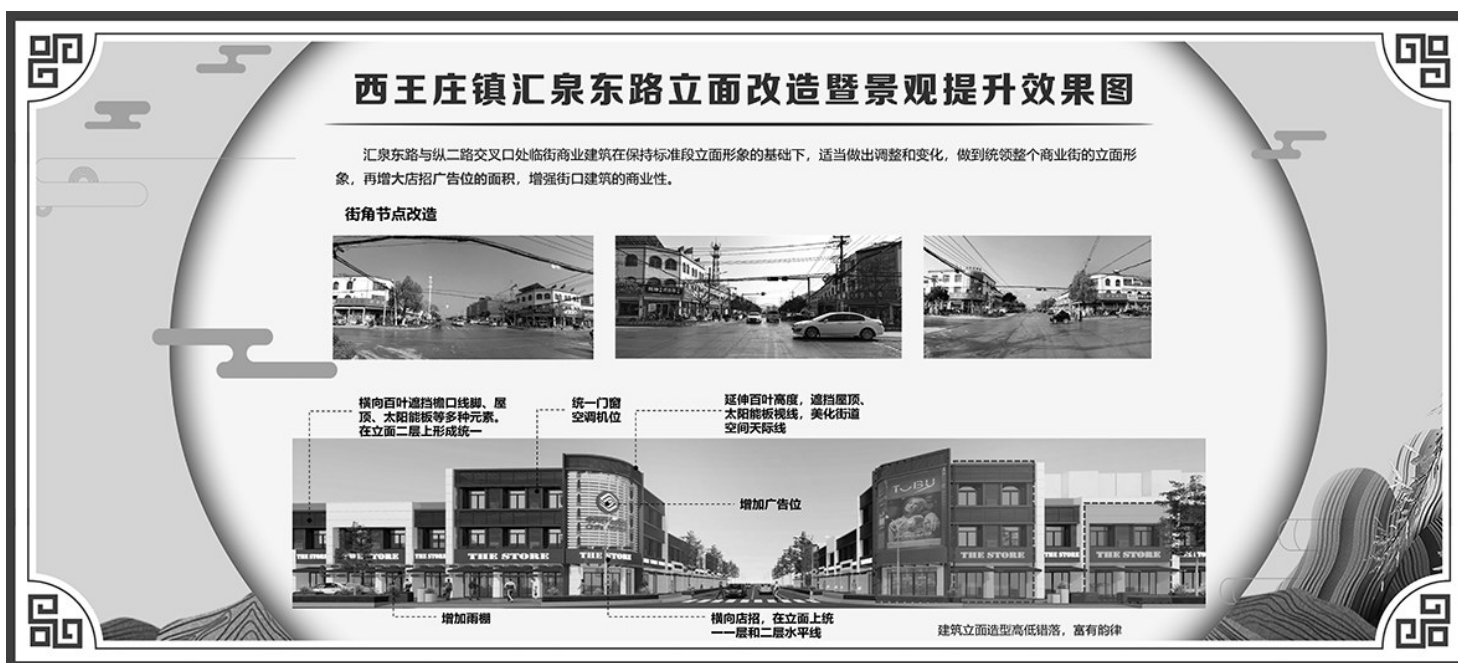 西王庄镇汇泉东路立面改造暨景观提升效果图
汇泉东路与纵二路交叉口处临街商业建筑在保持标准段立面形象的基础下，适当做出调整和变化，做到统领整个商业街的立面形
象，再增大店招广告位的面积，增强街口建筑的商业性。
街角节点改造
横向百叶遮挡檐口线脚、屋
顶、太阳能板等多种元素。
在立面二层上形成统一
统一门窗
空调机位
延伸百叶高度，遮挡屋顶、
太阳能板视线，美化街道
空间天际线
增加广告位
TOBU
THE STORE
THE STORE
THE STORE
THE STORE
THE STORE
THE STORE
THE STORE
THE STORE
增加雨棚
横向店招，在立面上统
一一层和二层水平线
建筑立面造型高低错落，富有韵律